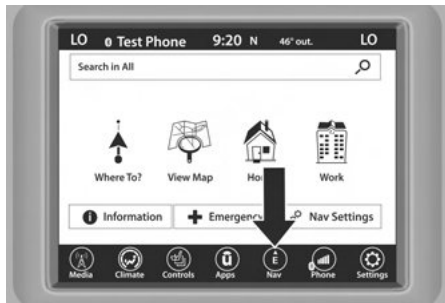 LO Test Phone 9:20 N 46° out. LO
Search in All
Where To? View Map Work
Information Emergency Nav Settings
ü E
Media Climate Controls Apps Nav Phone Settings